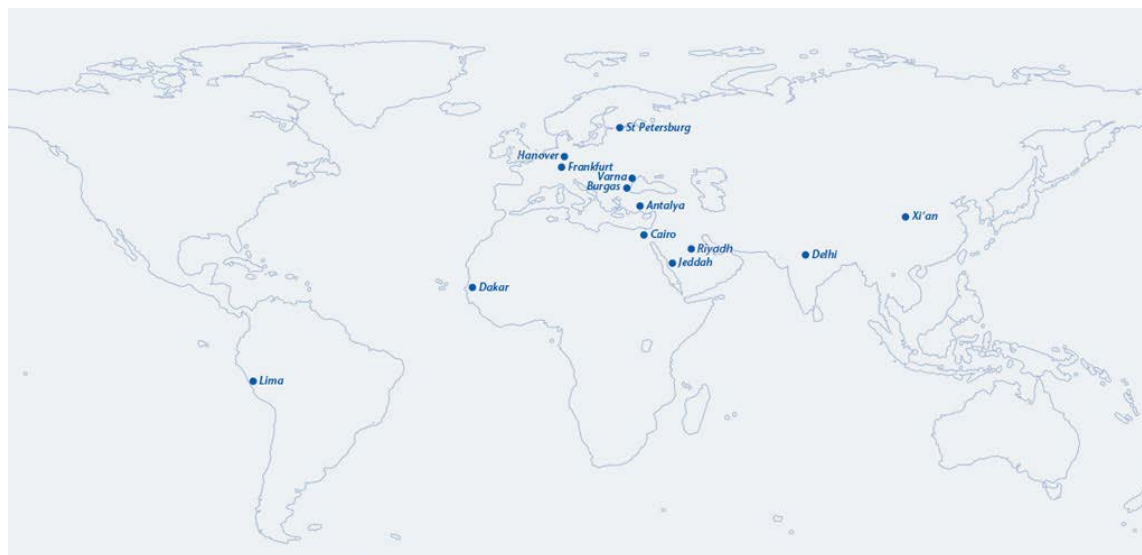 St Petersburg
Hanover
Frankfurt
Varna
Burgas
Antalya
Xi'an
Cairo
Riyadh
Delhi
Jeddah
Dakar
Lima